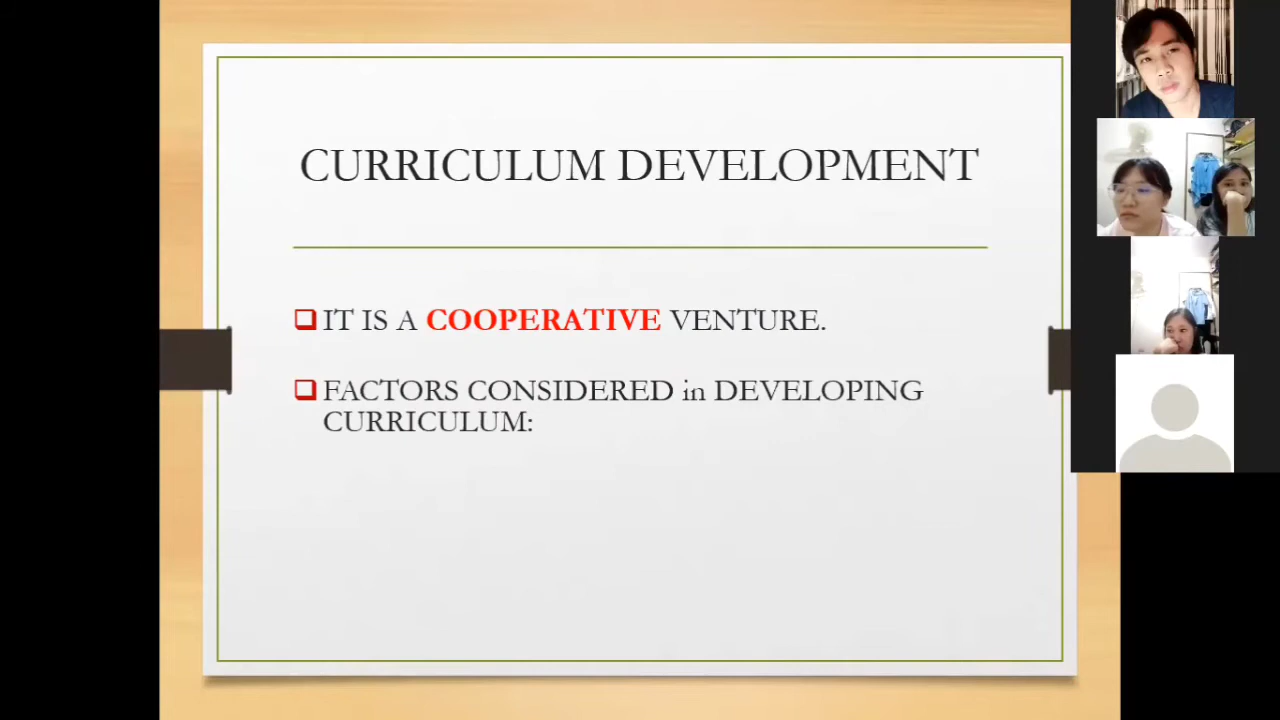 CURRICULUM DEVELOPMENT
IT IS A COOPERATIVE VENTURE.
FACTORS CONSIDERED in DEVELOPING
CURRICULUM: